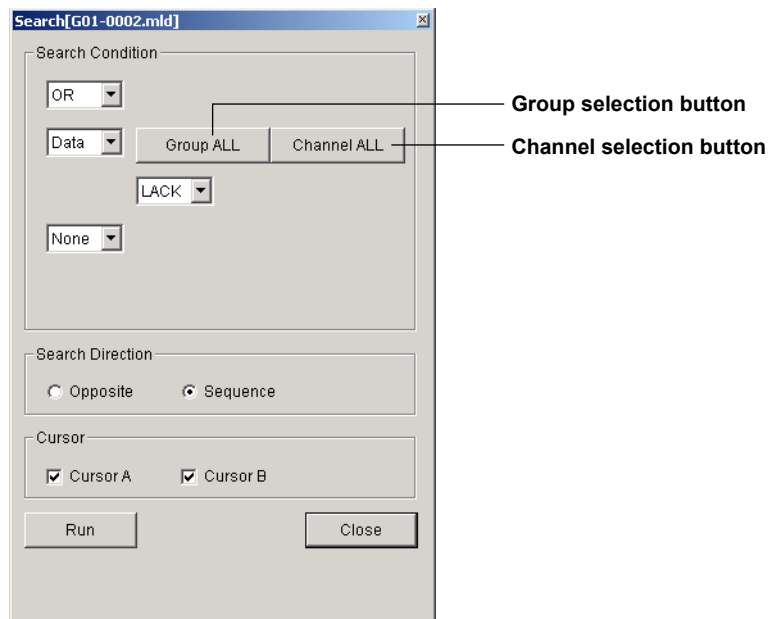 Search[G01-0002.mld]
Search Condition
OR
Group selection button
Data Group ALL Channel ALL
Channel selection button
LACK
None
Search Direction
Opposite Sequence
Cursor
Cursor A Cursor B
Run Close